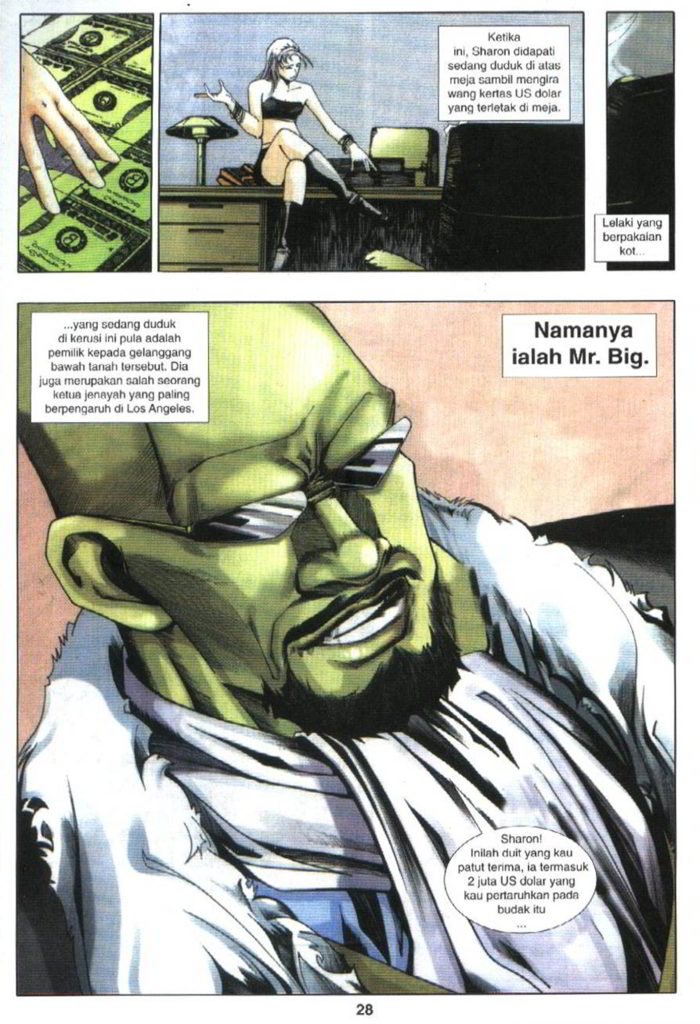 Ketika
ini, Sharon didapati
sedang duduk di atas
meja sambil mengira
wang kertas US dolar
yang terletak di meja.
Lelaki yang
berpakaian
kot...
...yang sedang duduk
di kerusi ini pula adalah
pemilik kepada gelanggang
bawah tanah tersebut. Dia
juga merupakan salah seorang
ketua jenayah yang paling
berpengaruh di Los Angeles.
Namanya
ialah Mr. Big.
Sharon!
Inilah duit yang kau
patut terima, ia termasuk
2 juta US dolar yang
kau pertaruhkan pada
budak itu
...
28